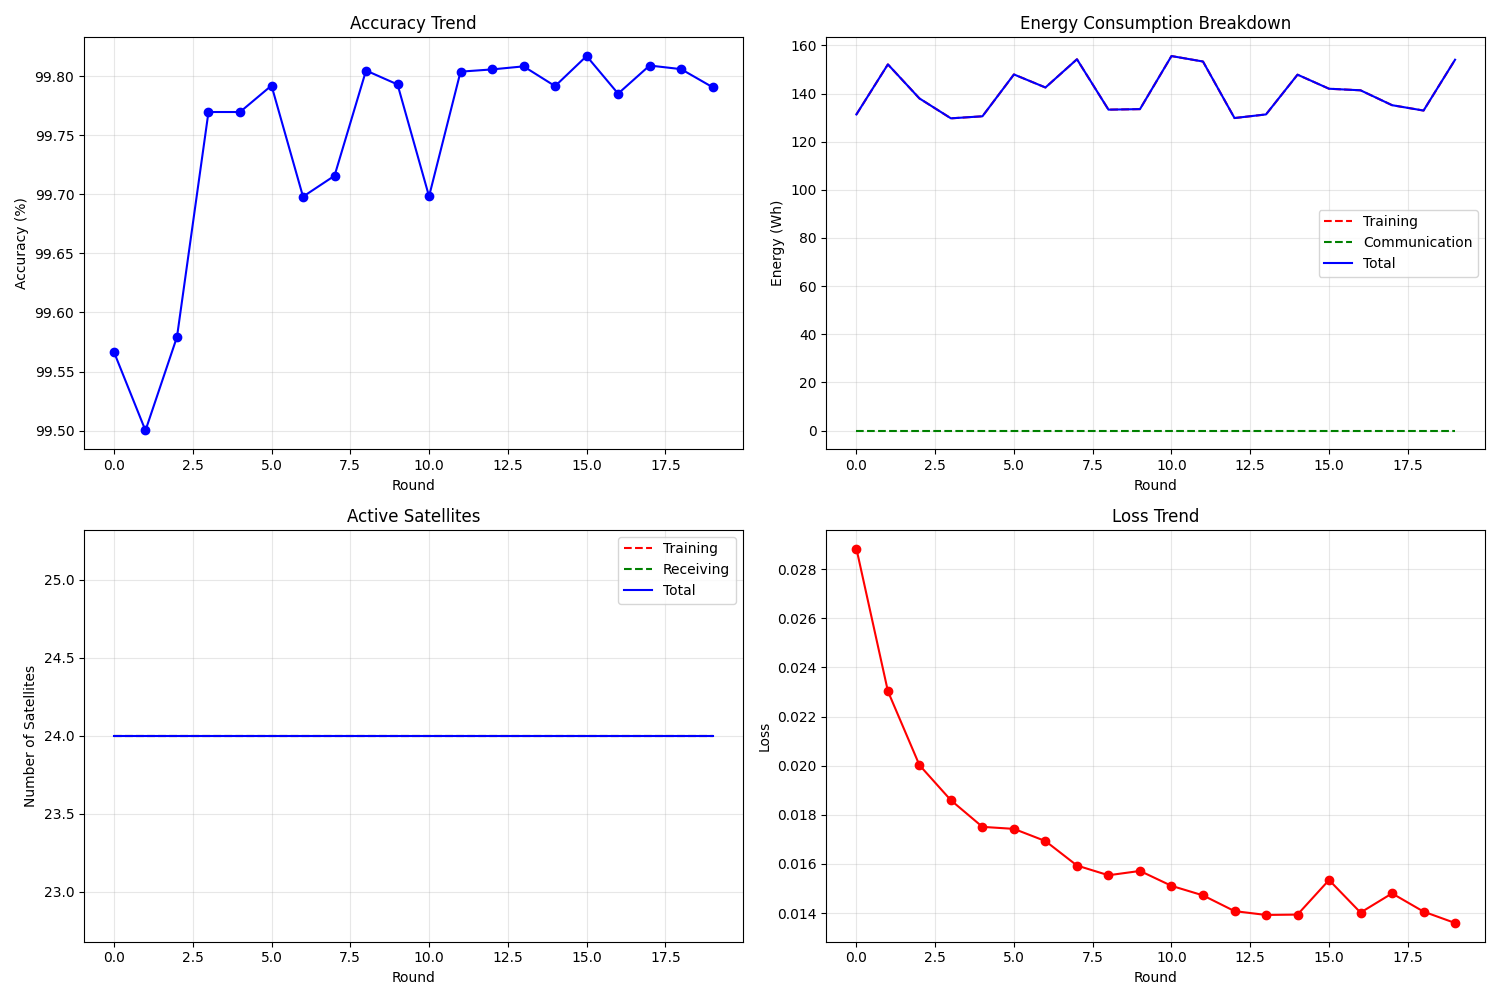 Accuracy Trend
Accuracy (%)
99.80
99.75
99.70
99.65
99.60
99.55
99.50
0.0 2.5 5.0 7.5 10.0 12.5 15.0 17.5
Round
Energy Consumption Breakdown
Energy (Wh)
160
140
120
100
80
60
40
20
0
Training
Communication
Total
0.0 2.5 5.0 7.5 10.0 12.5 15.0 17.5
Round
Active Satellites
Number of Satellites
25.0
24.5
24.0
23.5
23.0
Training
Receiving
Total
0.0 2.5 5.0 7.5 10.0 12.5 15.0 17.5
Round
Loss Trend
Loss
0.028
0.026
0.024
0.022
0.020
0.018
0.016
0.014
0.0 2.5 5.0 7.5 10.0 12.5 15.0 17.5
Round